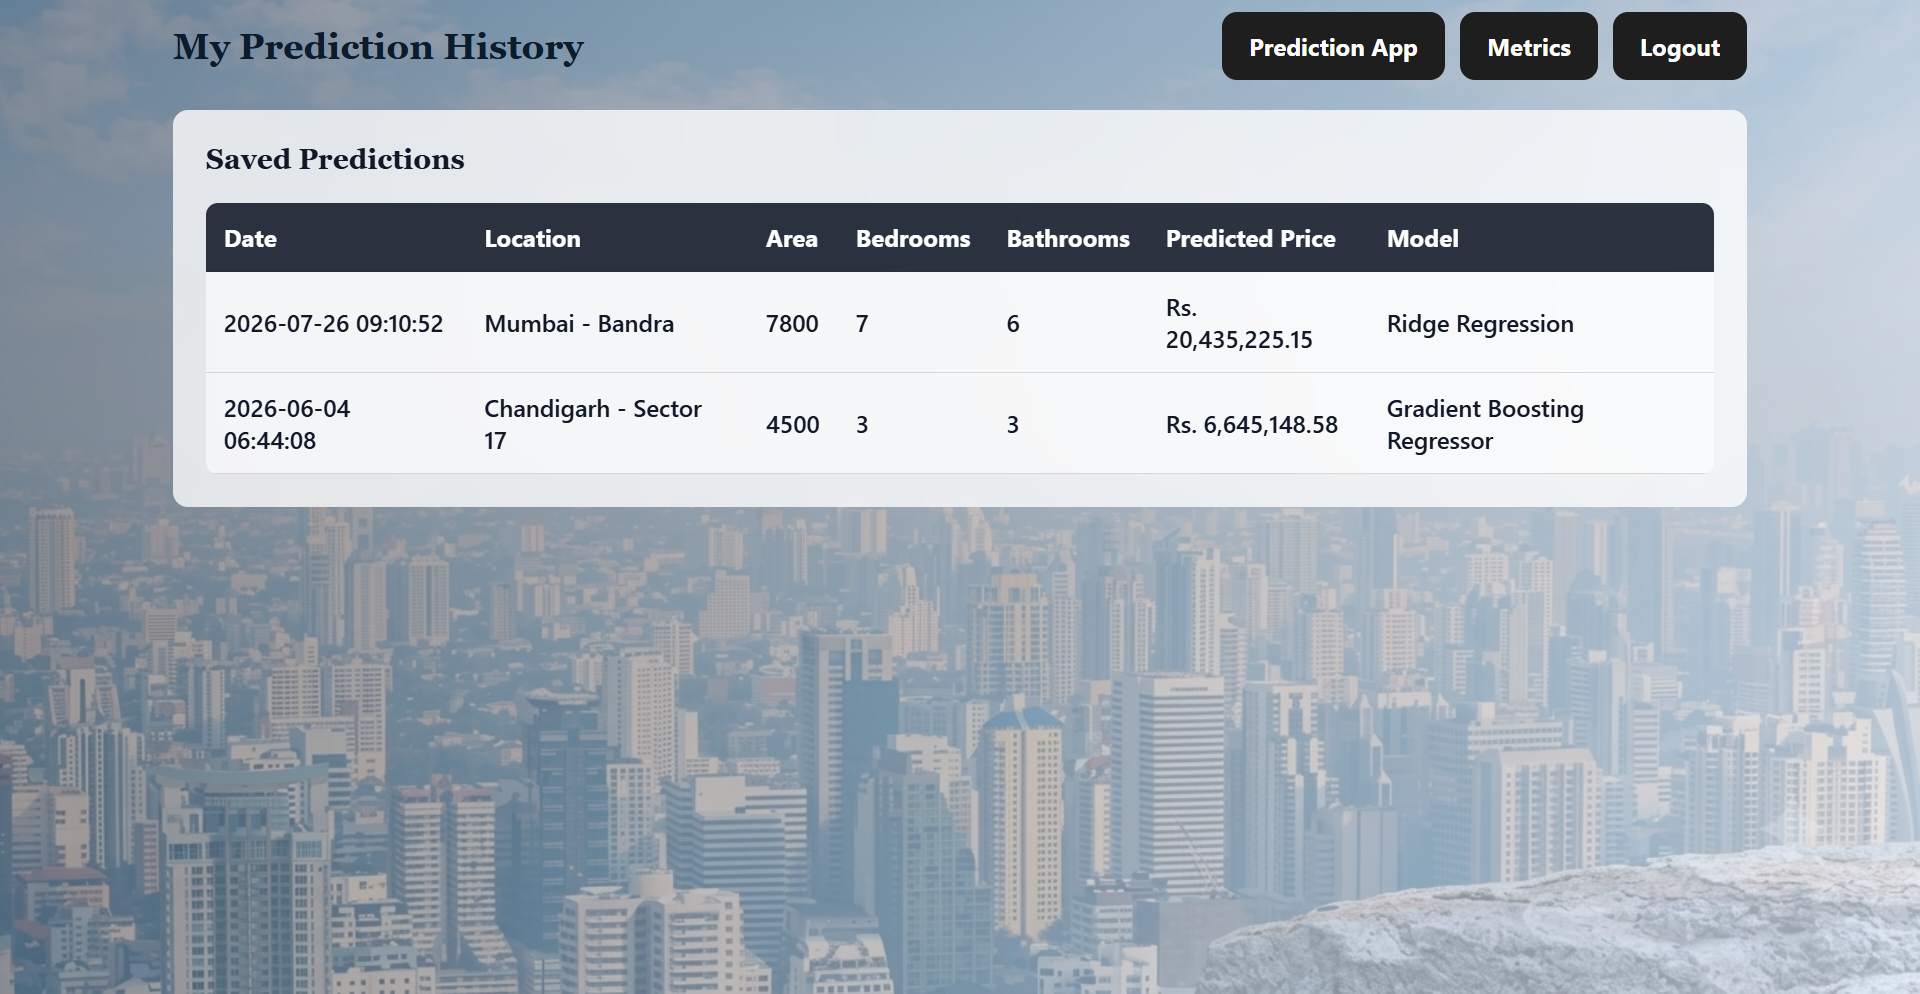 My Prediction History
Prediction App
Metrics
Logout
Saved Predictions
Date Location Area Bedrooms Bathrooms Predicted Price Model
2026-07-26 09:10:52 Mumbai - Bandra 7800 7 6 Rs.
20,435,225.15 Ridge Regression
2026-06-04
06:44:08 Chandigarh - Sector
17 4500 3 3 Rs. 6,645,148.58 Gradient Boosting
Regressor